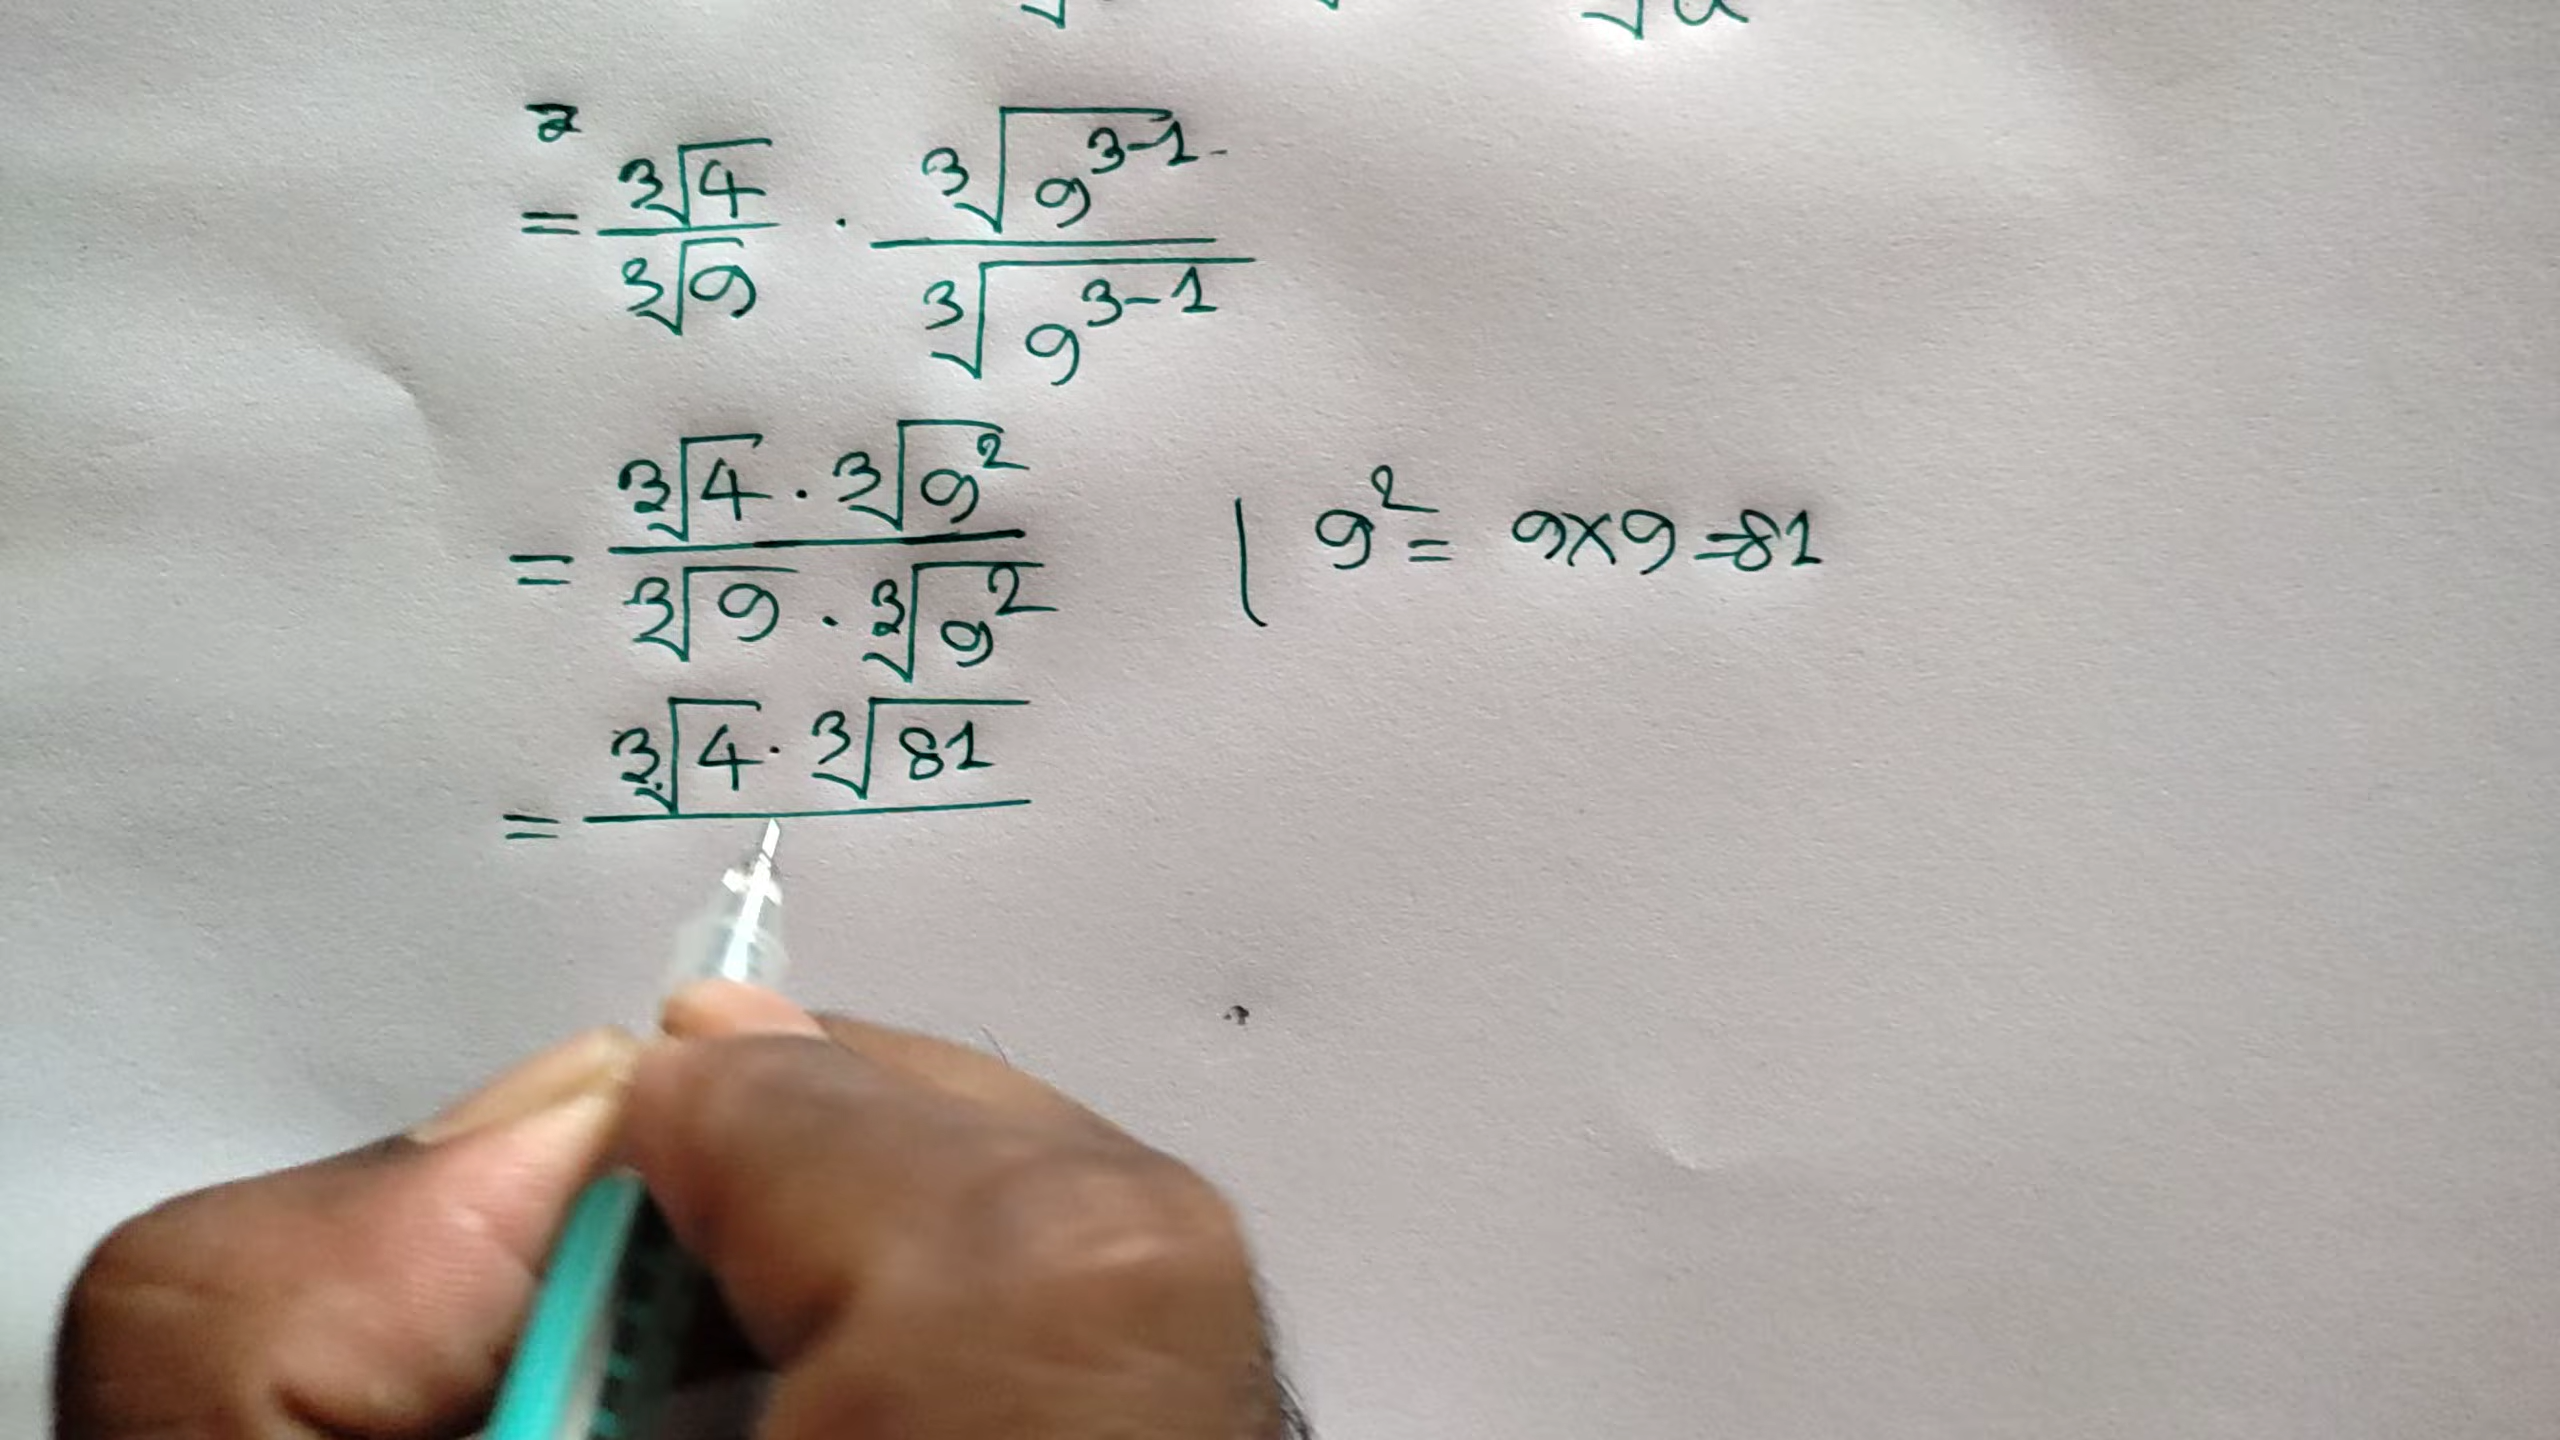 = ∛4/∛9 · ∛(9^(3-1))/∛(9^(3-1))
= (∛4 · ∛(9²))/(∛9 · ∛(9²)) | 9² = 9×9 = 81
= ∛4 · ∛81